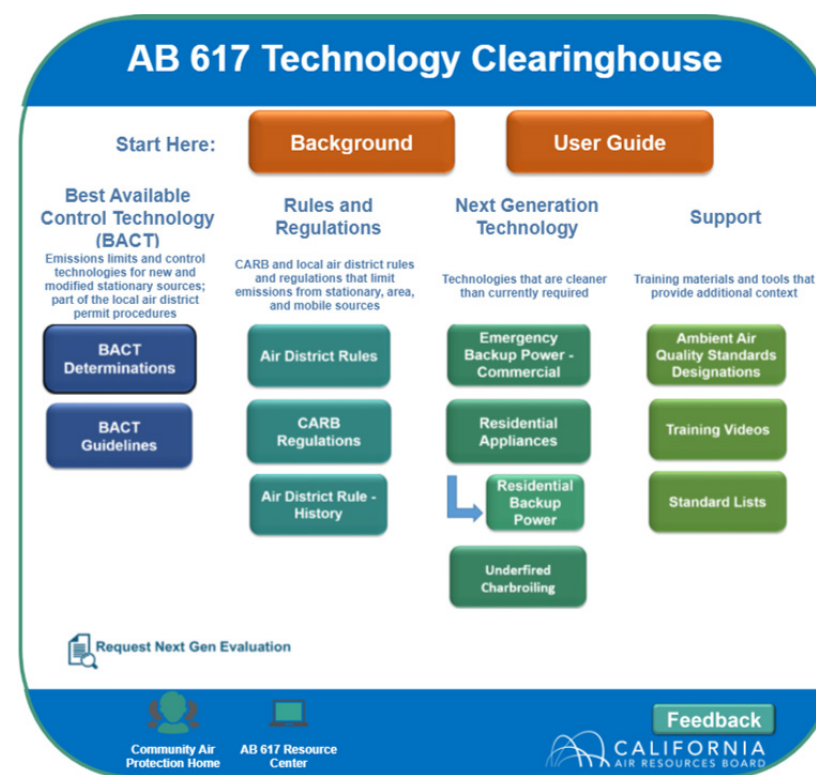 AB 617 Technology Clearinghouse
Start Here:
Background
User Guide
Best Available
Control Technology
(BACT)
Emissions limits and control
technologies for new and
modified stationary sources;
part of the local air district
permit procedures
BACT
Determinations
BACT
Guidelines
Rules and
Regulations
CARB and local air district rules
and regulations that limit
emissions from stationary, area,
and mobile sources
Air District Rules
CARB
Regulations
Air District Rule -
History
Next Generation
Technology
Technologies that are cleaner
than currently required
Emergency
Backup Power -
Commercial
Residential
Appliances
Residential
Backup
Power
Underfired
Charbroiling
Support
Training materials and tools that
provide additional context
Ambient Air
Quality Standards
Designations
Training Videos
Standard Lists
Request Next Gen Evaluation
Community Air
Protection Home
AB 617 Resource
Center
Feedback
CALIFORNIA
AIR RESOURCES BOARD